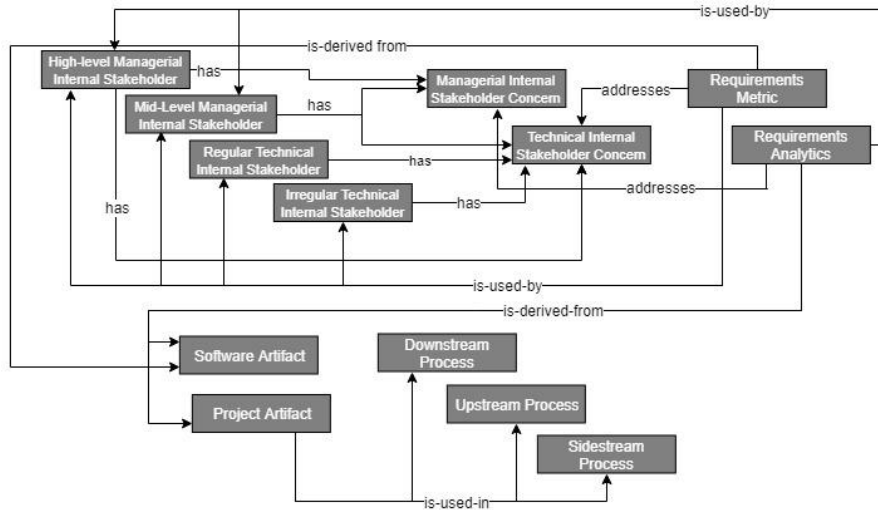 is-used-by
is-derived from
High-level Managerial
Internal Stakeholder
has
Managerial Internal
Stakeholder Concern
Requirements
Metric
addresses
Mid-Level Managerial
Internal Stakeholder
has
Technical Internal
Stakeholder Concern
Requirements
Analytics
Regular Technical
Internal Stakeholder
has
addresses
Irregular Technical
Internal Stakeholder
has
has
is-used-by
is-derived-from
Software Artifact
Downstream
Process
Project Artifact
Upstream Process
Sidestream
Process
is-used-in